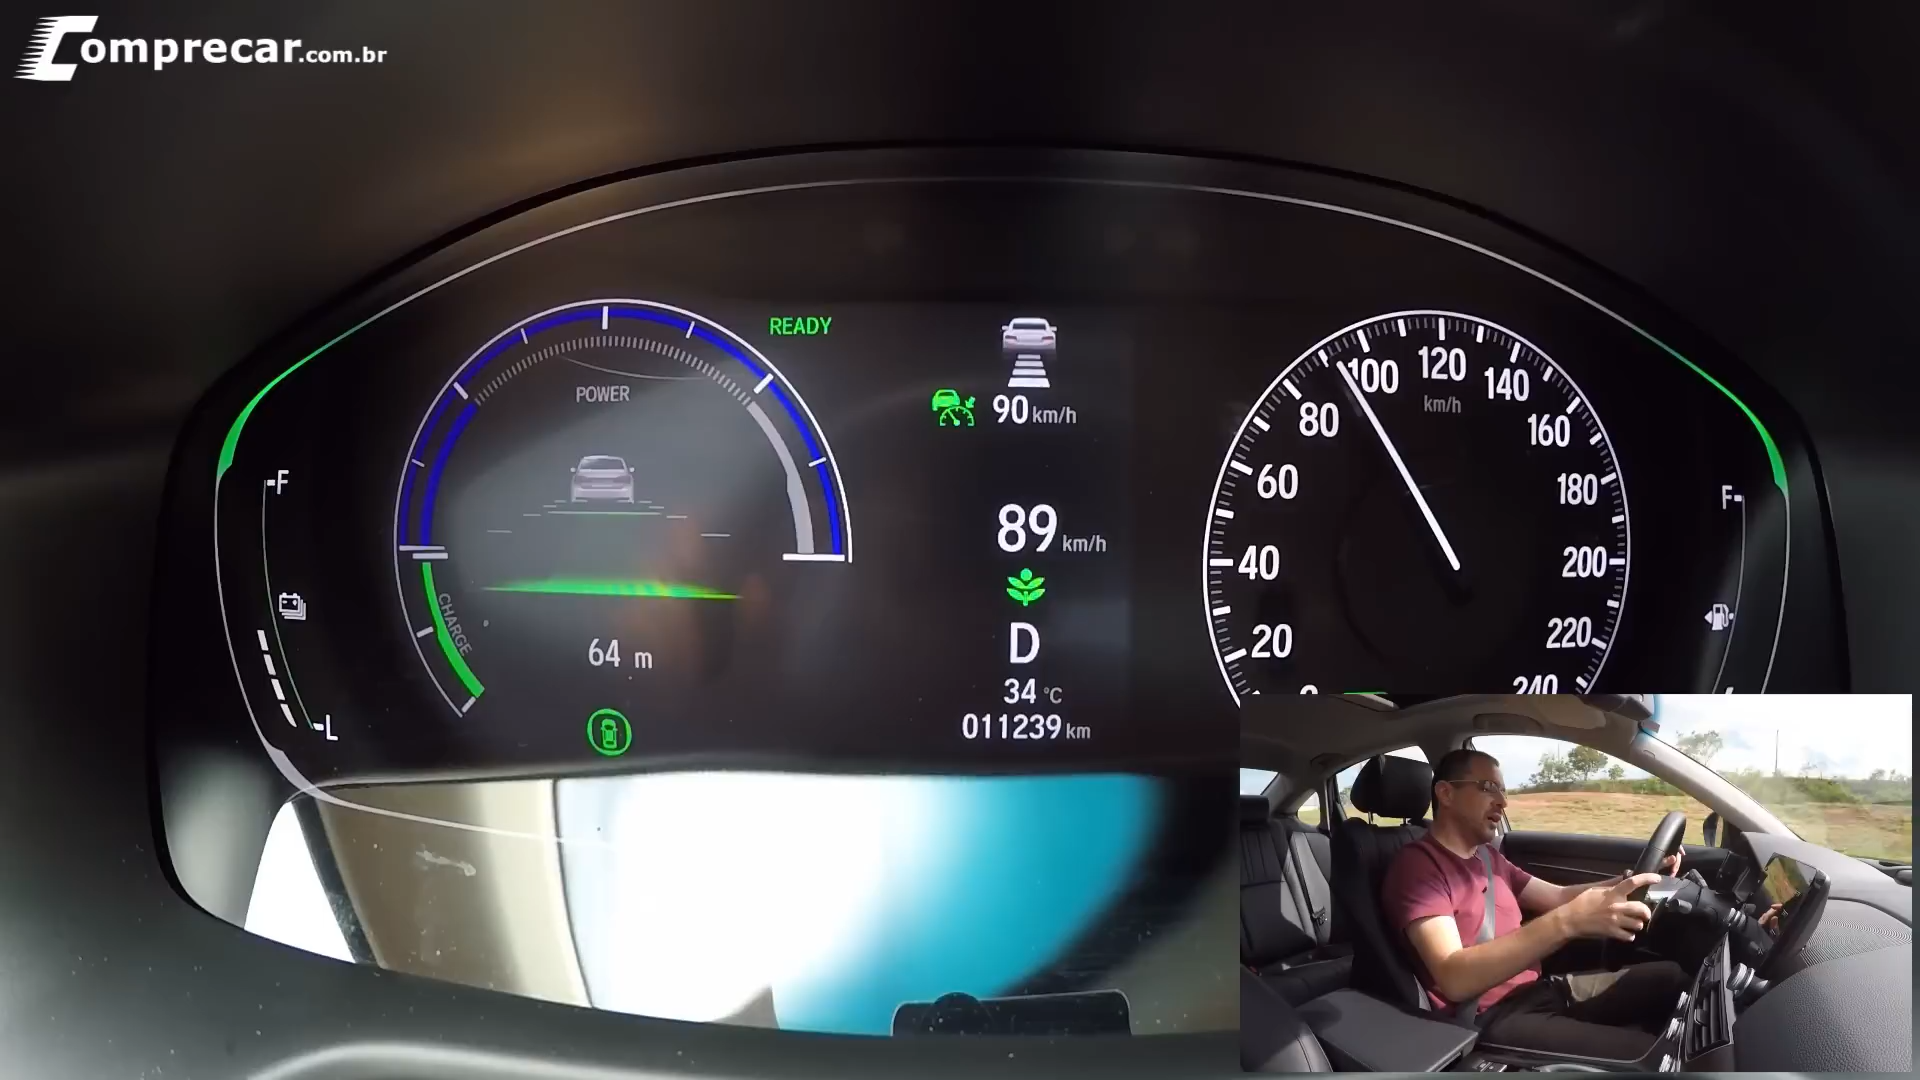 Comprecar.com.br
READY
POWER
90 km/h
89 km/h
D
34 °C
011239 km
64 m
CHARGE
F
L
20
40
60
80
100
120
140
160
180
200
220
240
km/h
F